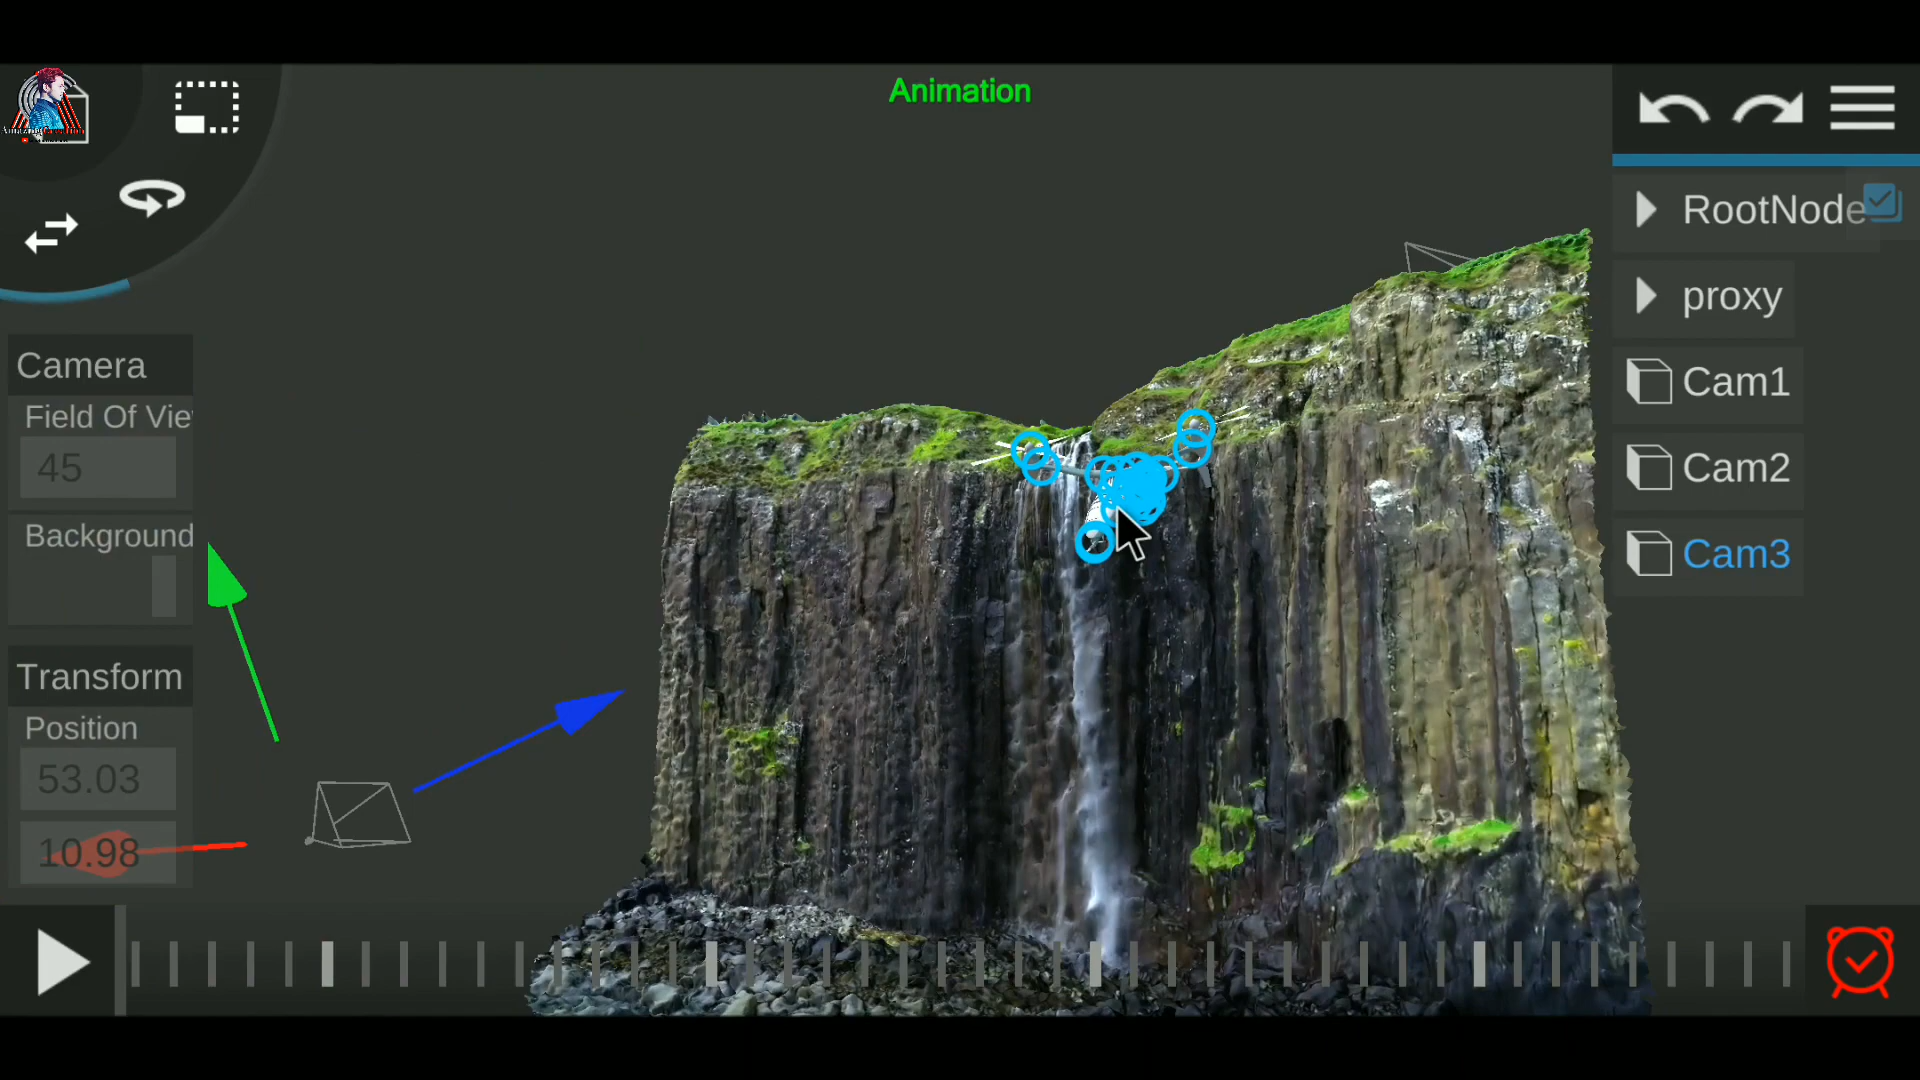 Animation
RootNode
proxy
Cam1
Cam2
Cam3
Camera
Field Of Vie
45
Background
Transform
Position
53.03
10.98